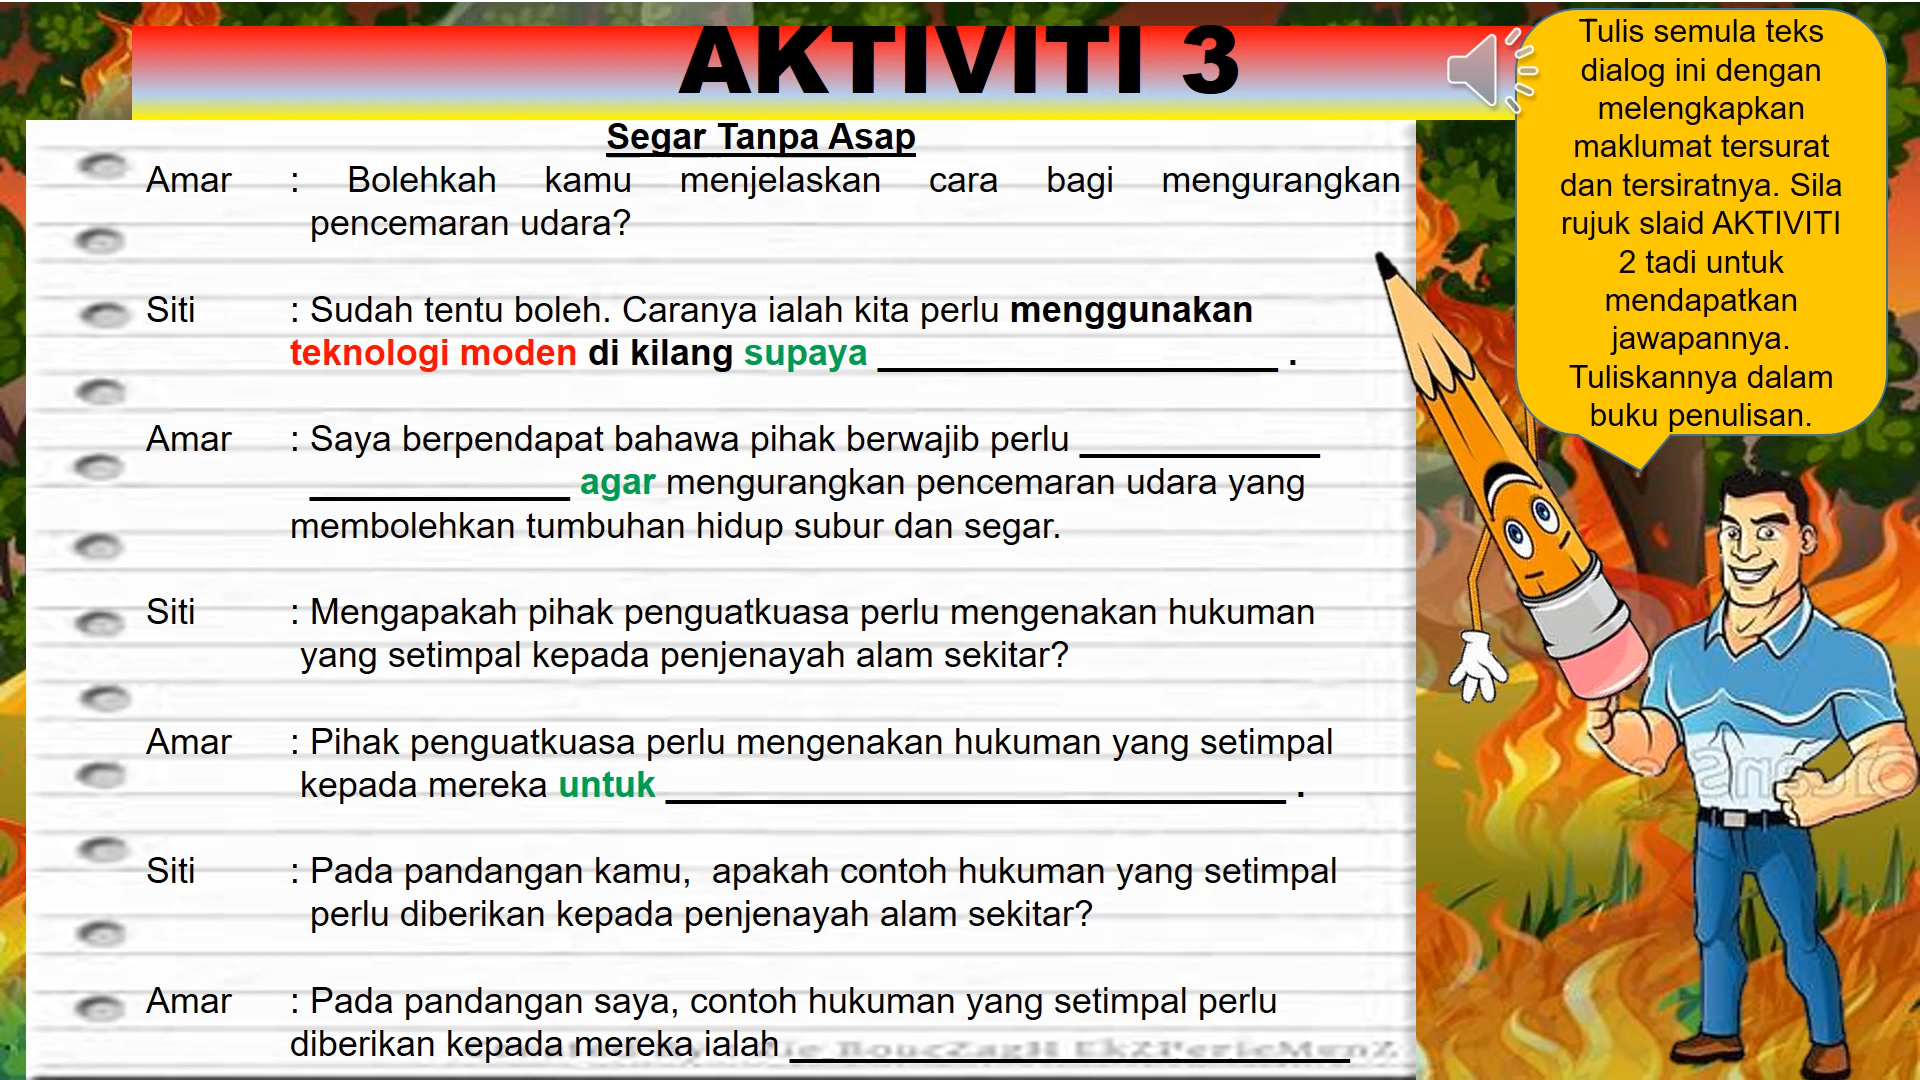 AKTIVITI 3
Tulis semula teks
dialog ini dengan
melengkapkan
maklumat tersurat
dan tersiratnya. Sila
rujuk slaid AKTIVITI
2 tadi untuk
mendapatkan
jawapannya.
Tuliskannya dalam
buku penulisan.
Segar Tanpa Asap
Amar : Bolehkah kamu menjelaskan cara bagi mengurangkan
pencemaran udara?
Siti : Sudah tentu boleh. Caranya ialah kita perlu menggunakan
teknologi moden di kilang supaya ____________________ .
Amar : Saya berpendapat bahawa pihak berwajib perlu ____________
_____________ agar mengurangkan pencemaran udara yang
membolehkan tumbuhan hidup subur dan segar.
Siti : Mengapakah pihak penguatkuasa perlu mengenakan hukuman
yang setimpal kepada penjenayah alam sekitar?
Amar : Pihak penguatkuasa perlu mengenakan hukuman yang setimpal
kepada mereka untuk _______________________________ .
Siti : Pada pandangan kamu, apakah contoh hukuman yang setimpal
perlu diberikan kepada penjenayah alam sekitar?
Amar : Pada pandangan saya, contoh hukuman yang setimpal perlu
diberikan kepada mereka ialah ____________________________